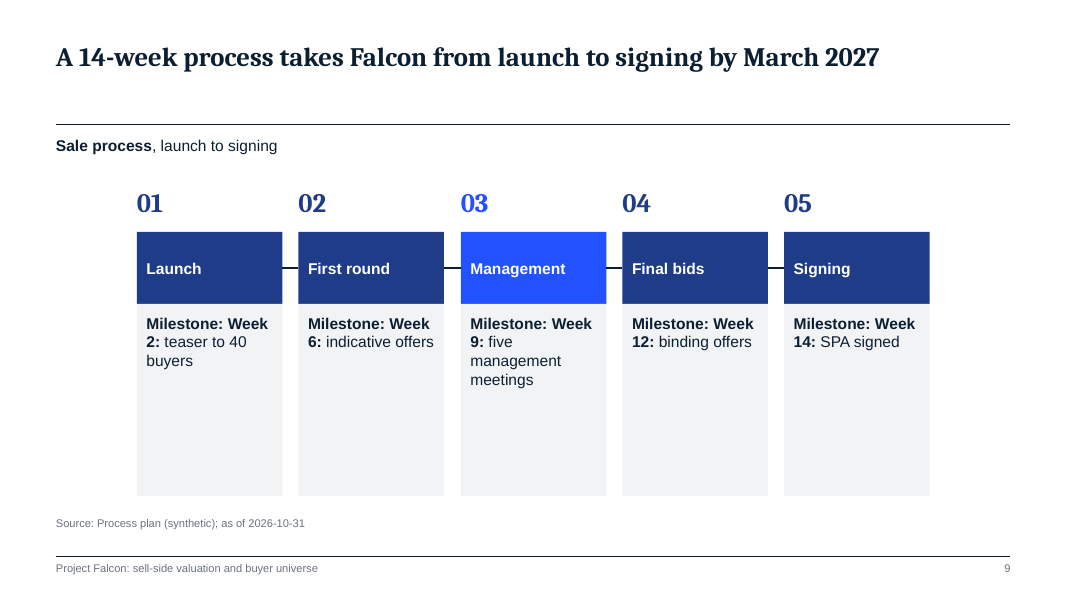 A 14-week process takes Falcon from launch to signing by March 2027
Sale process, launch to signing
01
02
03
04
05
Launch
First round
Management
Final bids
Signing
Milestone: Week
2: teaser to 40
buyers
Milestone: Week
6: indicative offers
Milestone: Week
9: five
management
meetings
Milestone: Week
12: binding offers
Milestone: Week
14: SPA signed
Source: Process plan (synthetic); as of 2026-10-31
Project Falcon: sell-side valuation and buyer universe
9